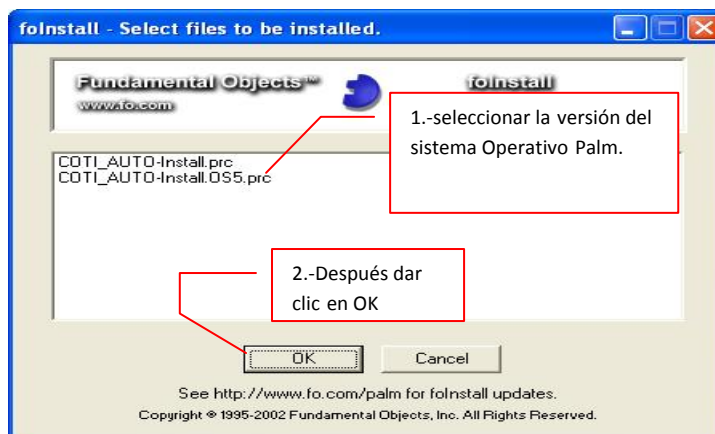 foInstall - Select files to be installed.
Fundamental Objects™
foInstall
www.fo.com
1.-seleccionar la versión del
sistema Operativo Palm.
COTI_AUTO-Install.prc
COTI_AUTO-Install.OS5.prc
2.-Después dar
clic en OK
OK
Cancel
See http://www.fo.com/palm for foInstall updates.
Copyright ® 1995-2002 Fundamental Objects, Inc. All Rights Reserved.